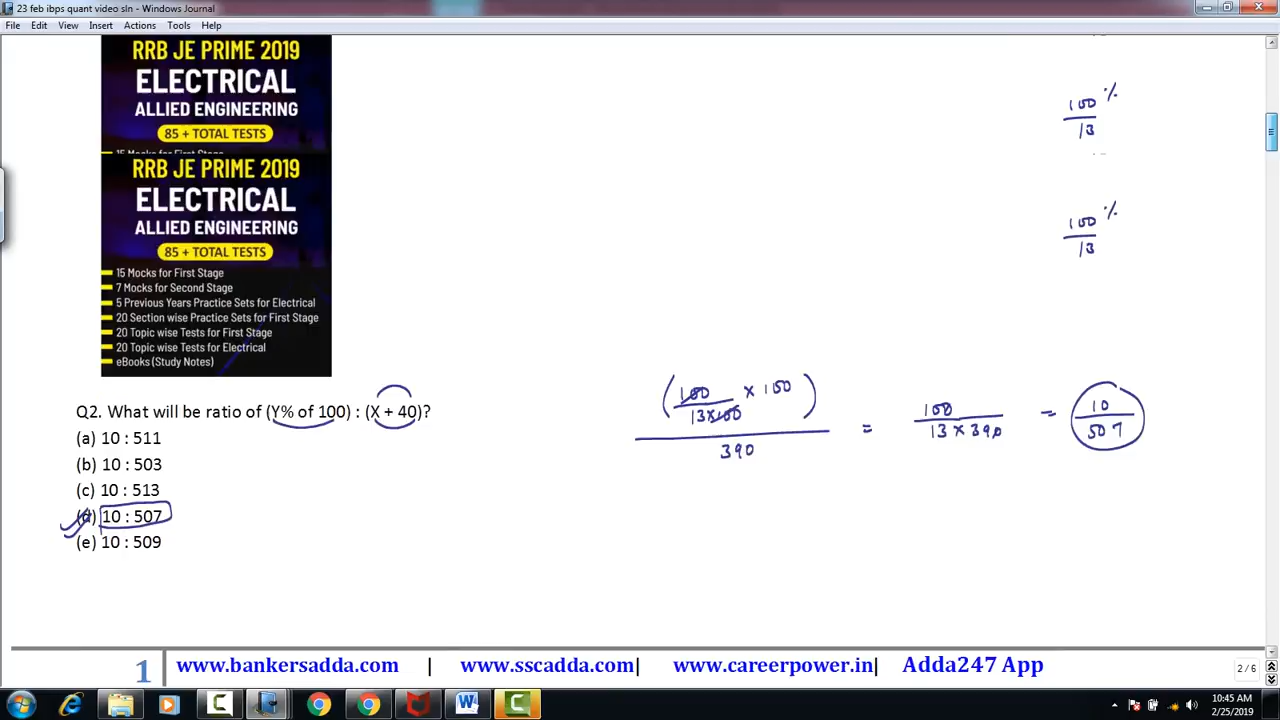 23 feb ibps quant video sln - Windows Journal
File Edit View Insert Actions Tools Help
RRB JE PRIME 2019
ELECTRICAL
ALLIED ENGINEERING
85 + TOTAL TESTS
15 Mocks for First Stage
RRB JE PRIME 2019
ELECTRICAL
ALLIED ENGINEERING
85 + TOTAL TESTS
15 Mocks for First Stage
7 Mocks for Second Stage
5 Previous Years Practice Sets for Electrical
20 Section wise Practice Sets for First Stage
20 Topic wise Tests for First Stage
20 Topic wise Tests for Electrical
eBooks (Study Notes)
100 %
13
100 %
13
Q2. What will be ratio of (Y% of 100) : (X + 40)?
(a) 10 : 511
(b) 10 : 503
(c) 10 : 513
(d) 10 : 507
(e) 10 : 509
(100 × 100)
13×100
390
= 100
13 × 390
= 10
507
1 www.bankersadda.com | www.sscadda.com| www.careerpower.in| Adda247 App
2 / 6
10:45 AM
2/25/2019